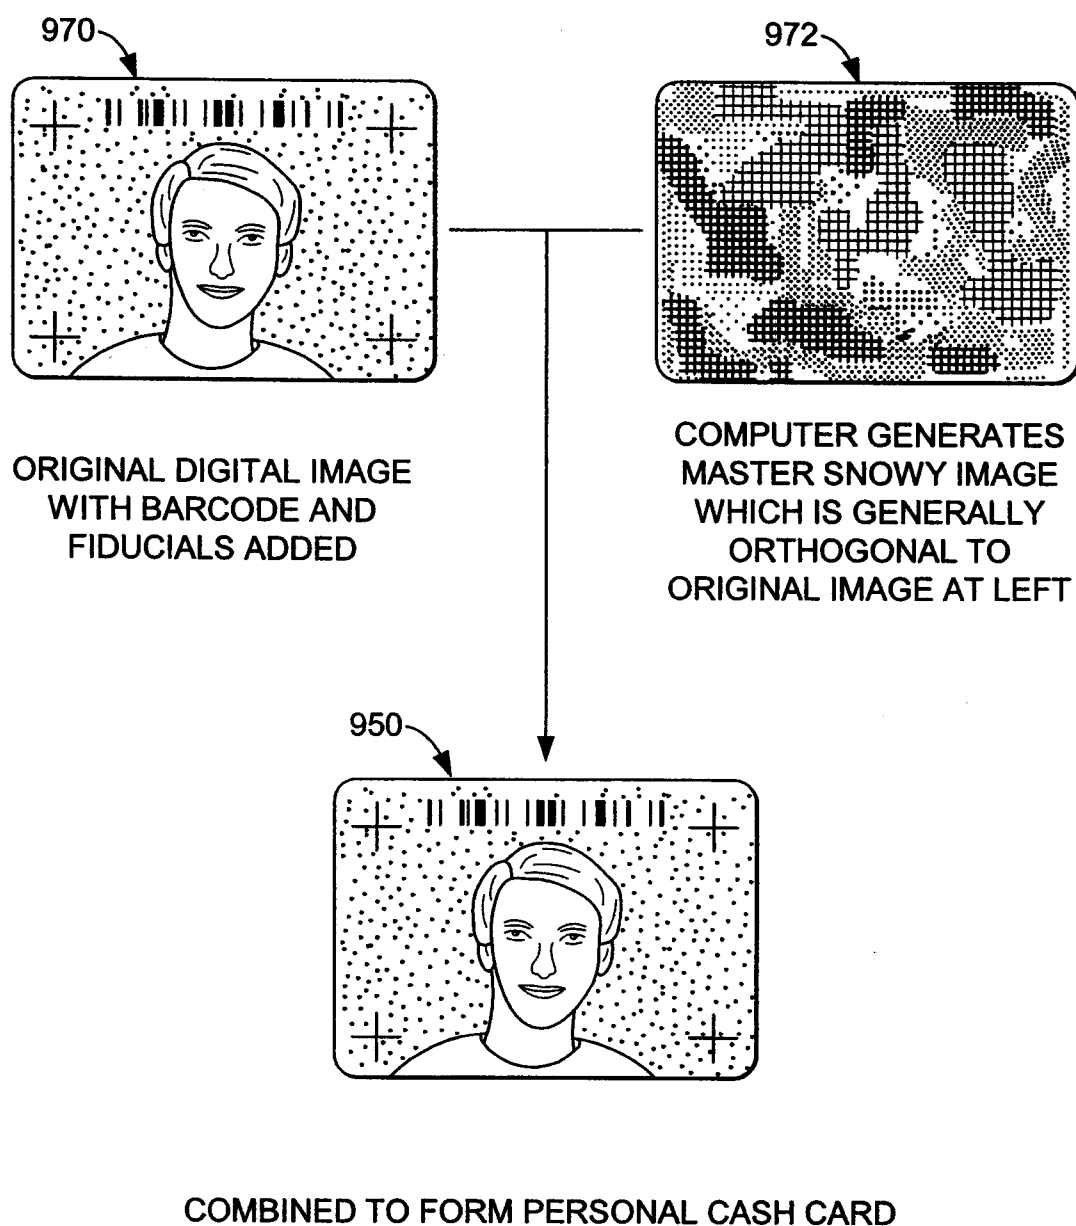 970
972
ORIGINAL DIGITAL IMAGE
WITH BARCODE AND
FIDUCIALS ADDED
COMPUTER GENERATES
MASTER SNOWY IMAGE
WHICH IS GENERALLY
ORTHOGONAL TO
ORIGINAL IMAGE AT LEFT
950
COMBINED TO FORM PERSONAL CASH CARD